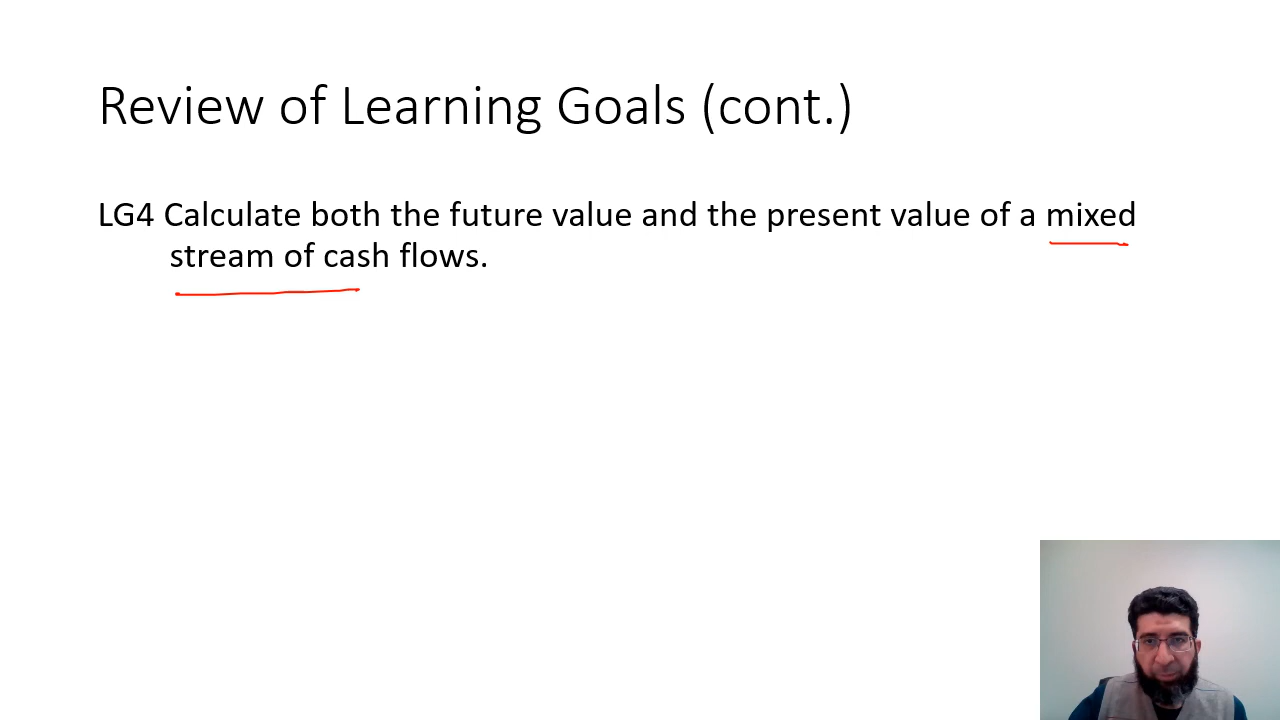 Review of Learning Goals (cont.)
LG4 Calculate both the future value and the present value of a mixed
stream of cash flows.